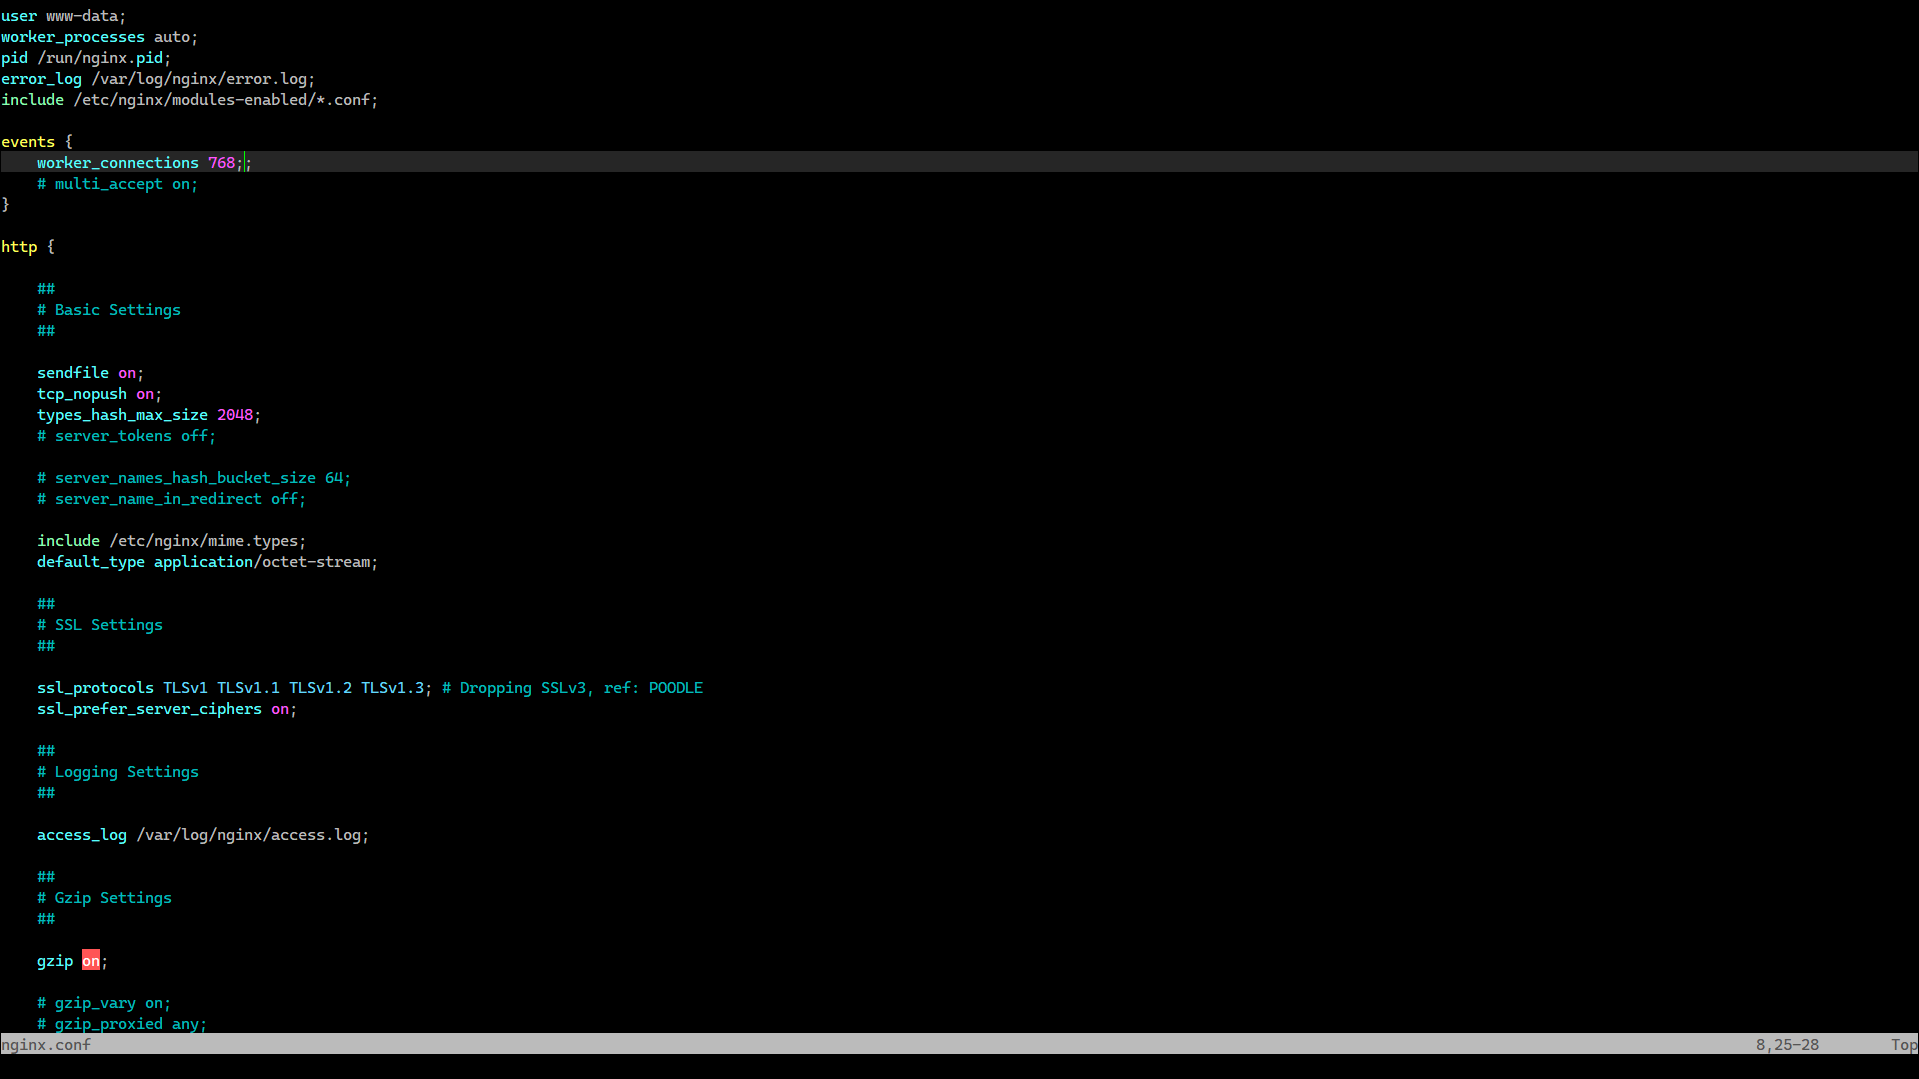 user www-data;
worker_processes auto;
pid /run/nginx.pid;
error_log /var/log/nginx/error.log;
include /etc/nginx/modules-enabled/*.conf;

events {
    worker_connections 768;;
    # multi_accept on;
}

http {

    ##
    # Basic Settings
    ##

    sendfile on;
    tcp_nopush on;
    types_hash_max_size 2048;
    # server_tokens off;

    # server_names_hash_bucket_size 64;
    # server_name_in_redirect off;

    include /etc/nginx/mime.types;
    default_type application/octet-stream;

    ##
    # SSL Settings
    ##

    ssl_protocols TLSv1 TLSv1.1 TLSv1.2 TLSv1.3; # Dropping SSLv3, ref: POODLE
    ssl_prefer_server_ciphers on;

    ##
    # Logging Settings
    ##

    access_log /var/log/nginx/access.log;

    ##
    # Gzip Settings
    ##

    gzip on;

    # gzip_vary on;
    # gzip_proxied any;
nginx.conf 8,25-28 Top